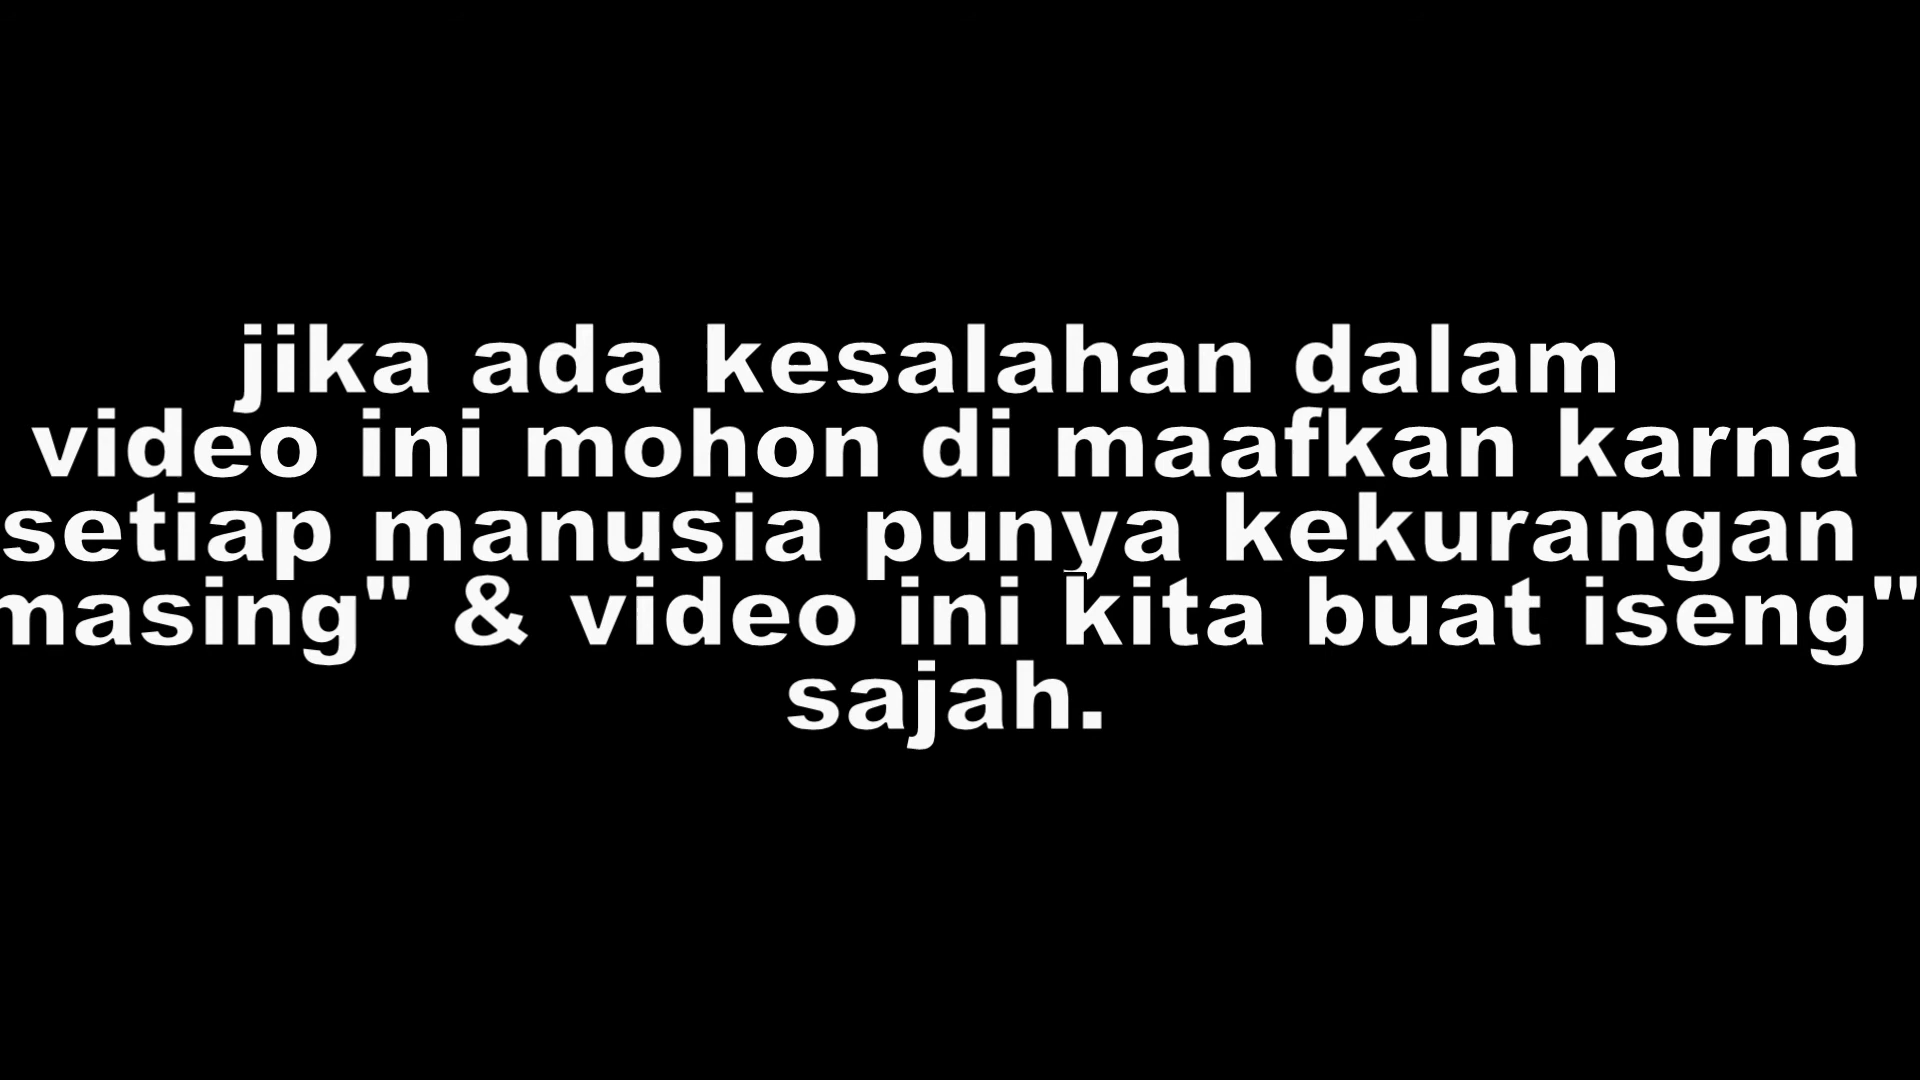 jika ada kesalahan dalam
video ini mohon di maafkan karna
setiap manusia punya kekurangan
masing" & video ini kita buat iseng"
sajah.